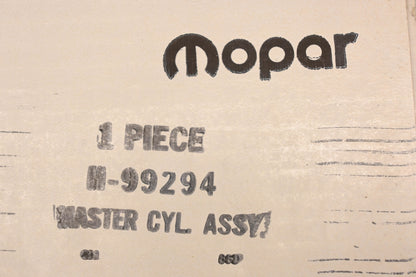 mopar
1 PIECE
M-99294
MASTER CYL. ASSY.